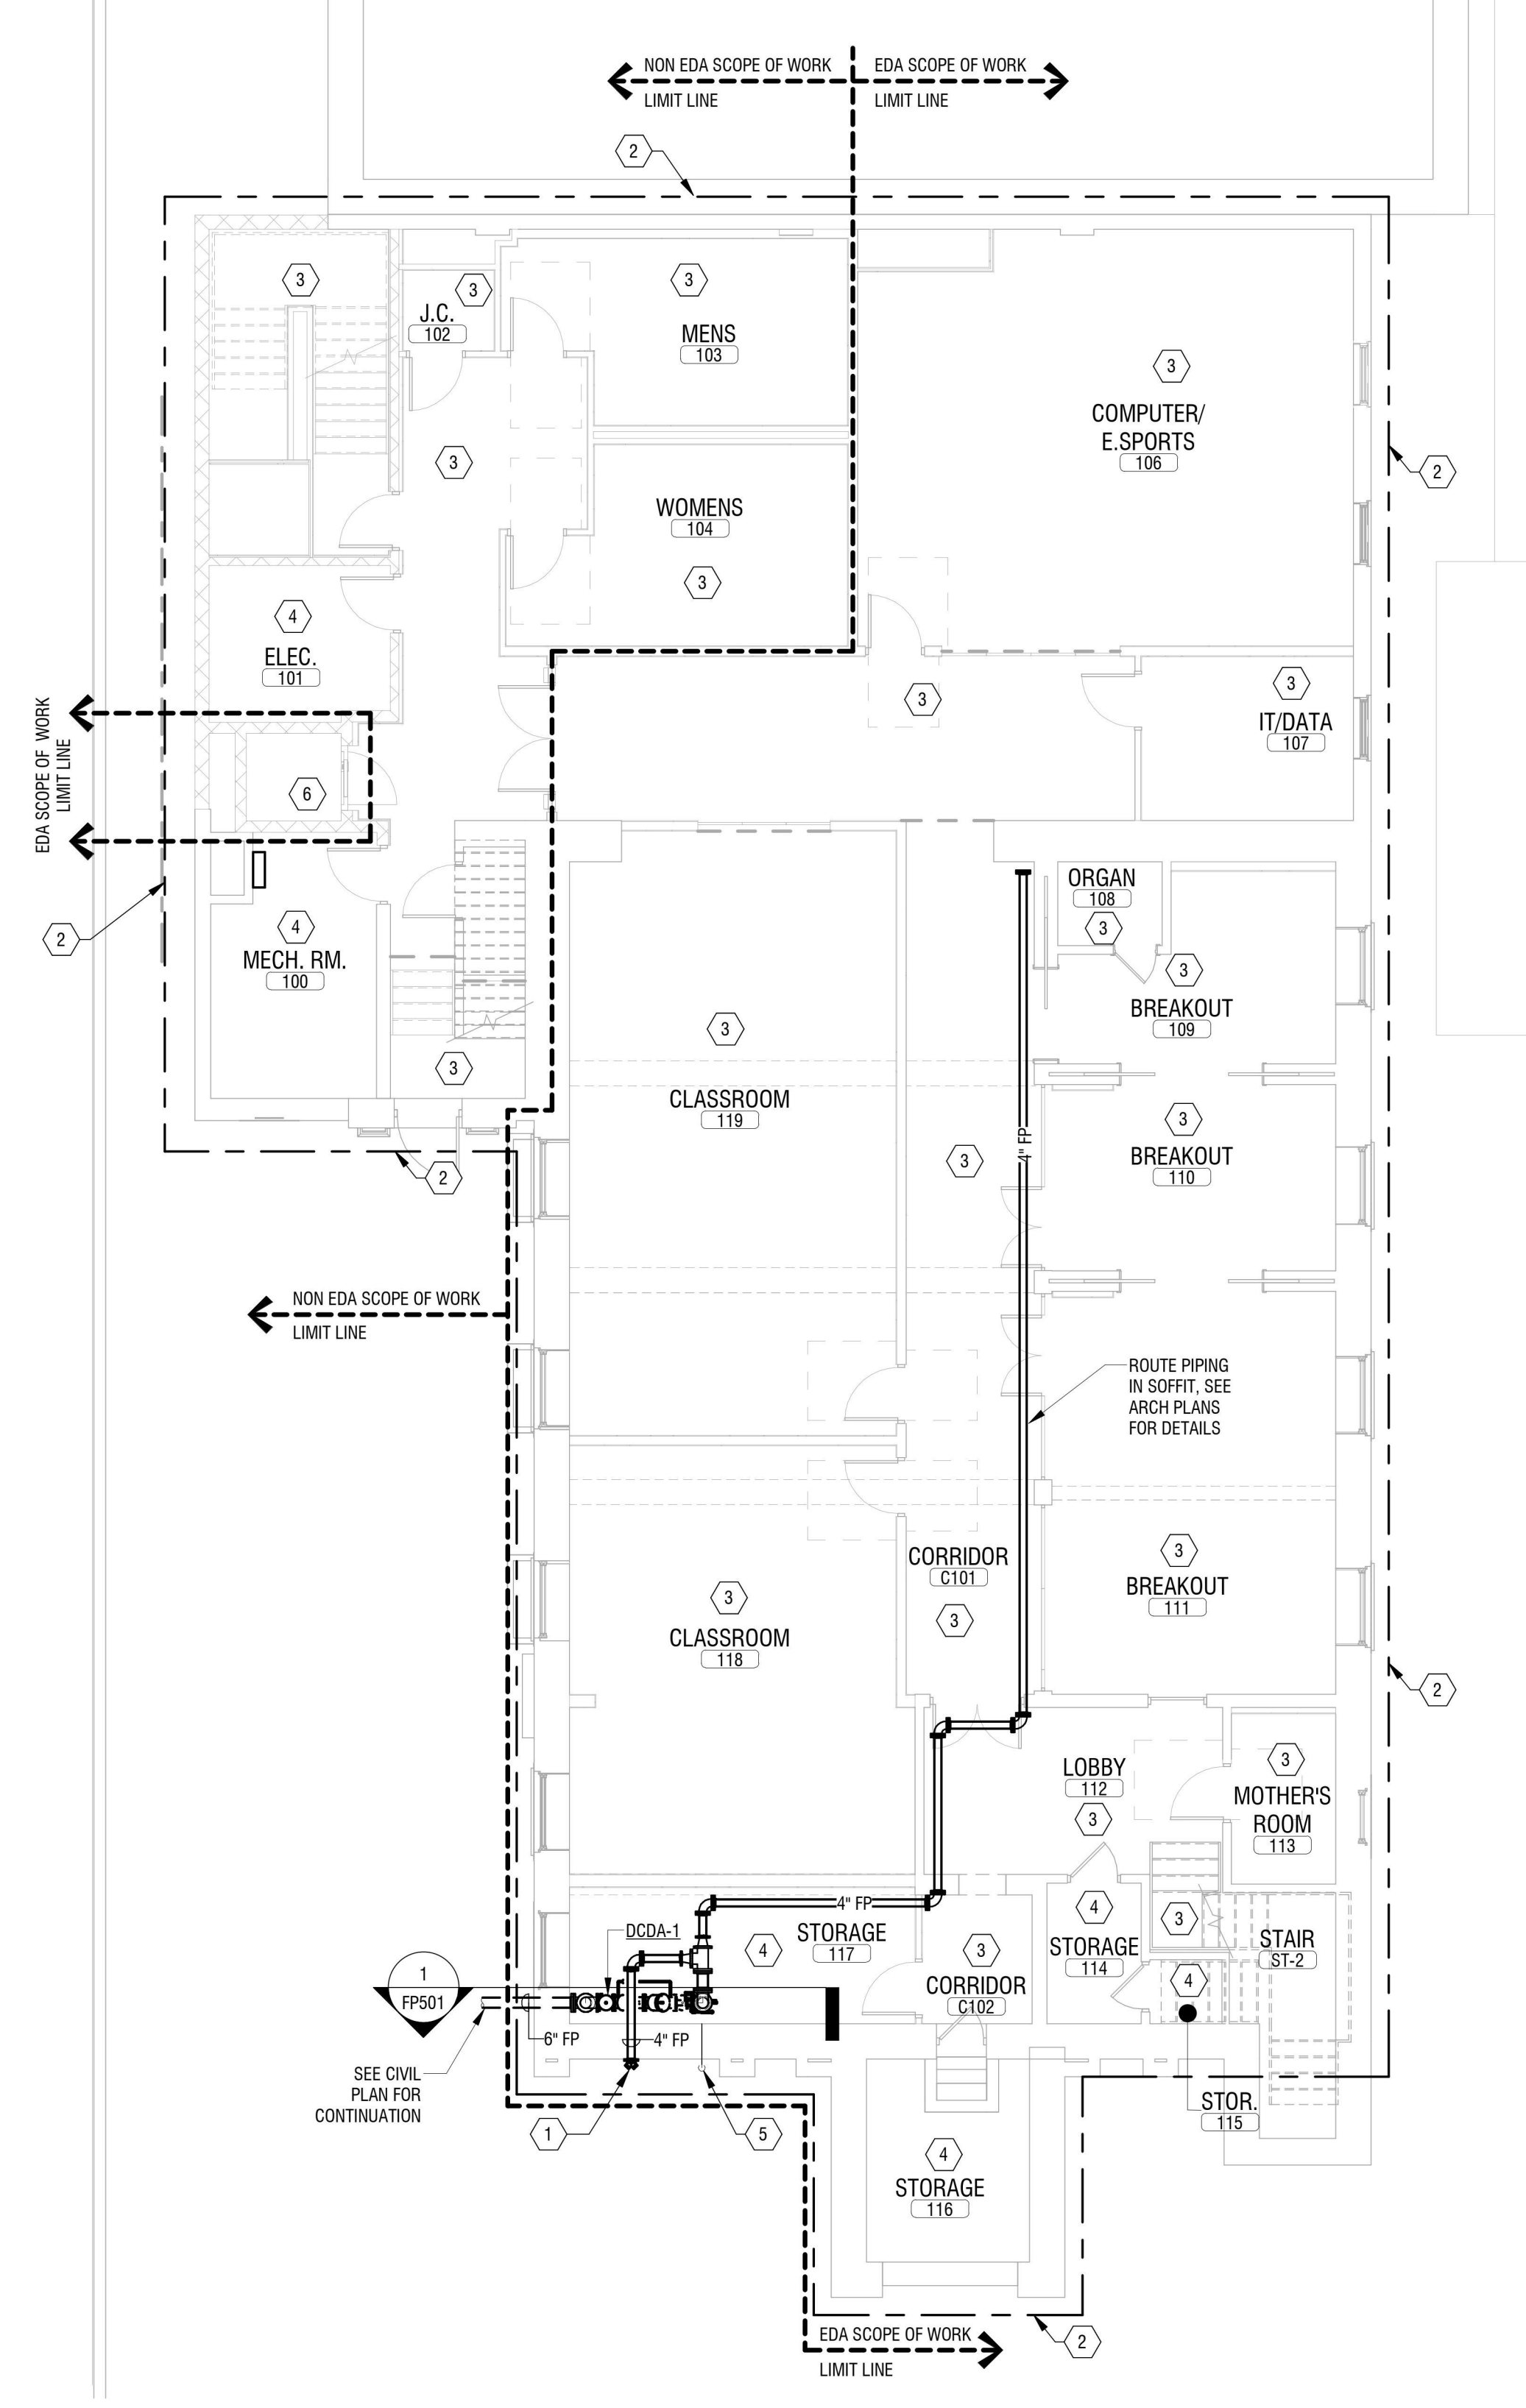 NON EDA SCOPE OF WORK
LIMIT LINE
EDA SCOPE OF WORK
LIMIT LINE
2
3
3
J.C.
102
3
MENS
103
3
COMPUTER/
E.SPORTS
106
3
2
WOMENS
104
3
4
ELEC.
101
3
IT/DATA
107
3
EDA SCOPE OF WORK
LIMIT LINE
6
2
4
MECH. RM.
100
3
ORGAN
108
3
3
BREAKOUT
109
3
CLASSROOM
119
3
BREAKOUT
110
4" FP
3
2
NON EDA SCOPE OF WORK
LIMIT LINE
ROUTE PIPING
IN SOFFIT, SEE
ARCH PLANS
FOR DETAILS
3
CLASSROOM
118
CORRIDOR
C101
3
3
BREAKOUT
111
2
LOBBY
112
3
3
MOTHER'S
ROOM
113
4" FP
DCDA-1
STORAGE
117
4
3
CORRIDOR
C102
4
STORAGE
114
3
STAIR
ST-2
4
1
FP501
6" FP
4" FP
SEE CIVIL
PLAN FOR
CONTINUATION
1
5
STOR.
115
4
STORAGE
116
2
EDA SCOPE OF WORK
LIMIT LINE